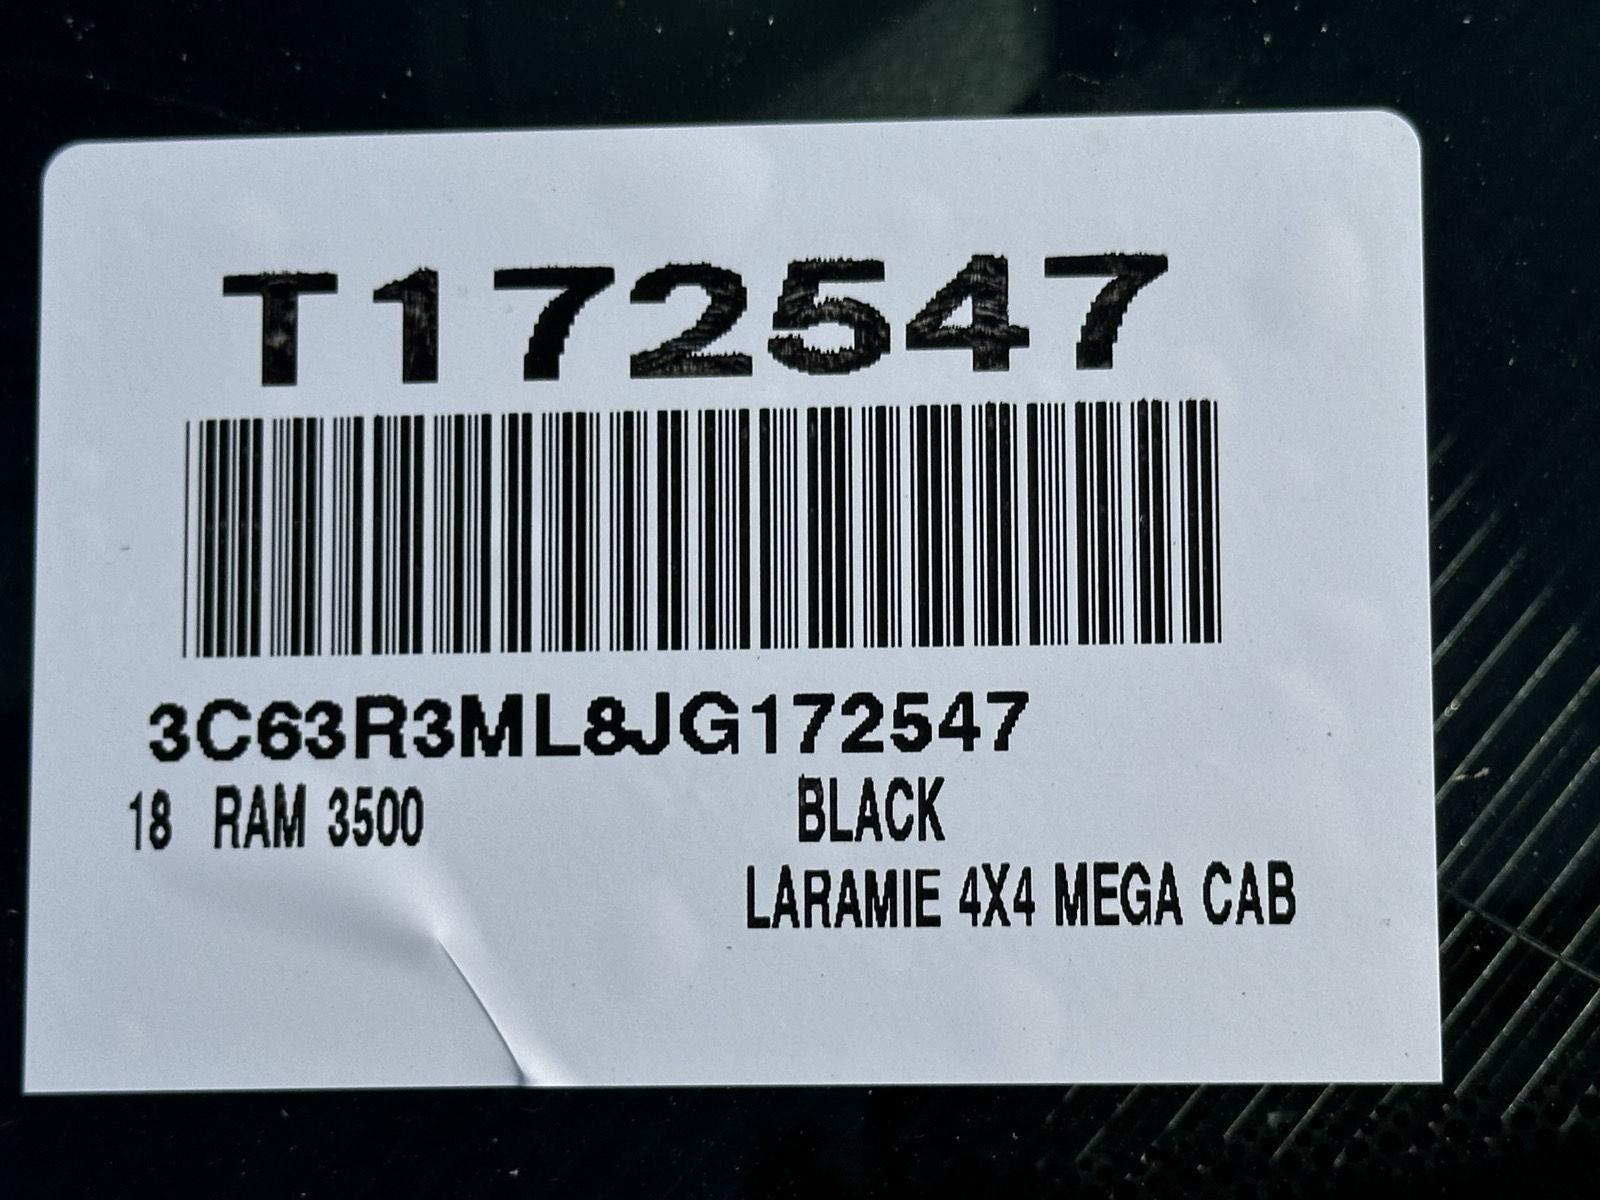 T172547
3C63R3ML8JG172547
18 RAM 3500 BLACK
LARAMIE 4X4 MEGA CAB